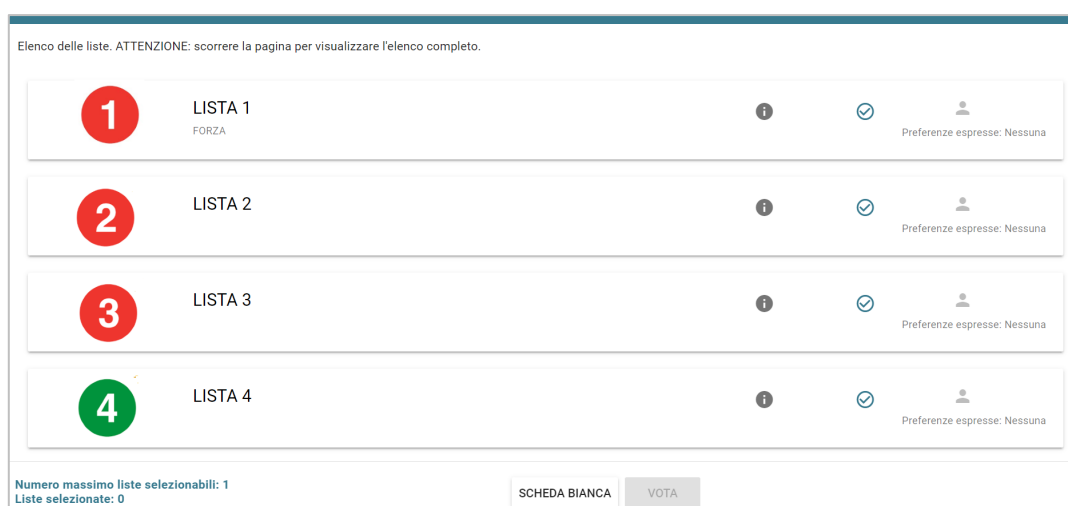 Elenco delle liste. ATTENZIONE: scorrere la pagina per visualizzare l'elenco completo.
1
LISTA 1
FORZA
Preferenze espresse: Nessuna
2
LISTA 2
Preferenze espresse: Nessuna
3
LISTA 3
Preferenze espresse: Nessuna
4
LISTA 4
Preferenze espresse: Nessuna
Numero massimo liste selezionabili: 1
Liste selezionate: 0
SCHEDA BIANCA
VOTA